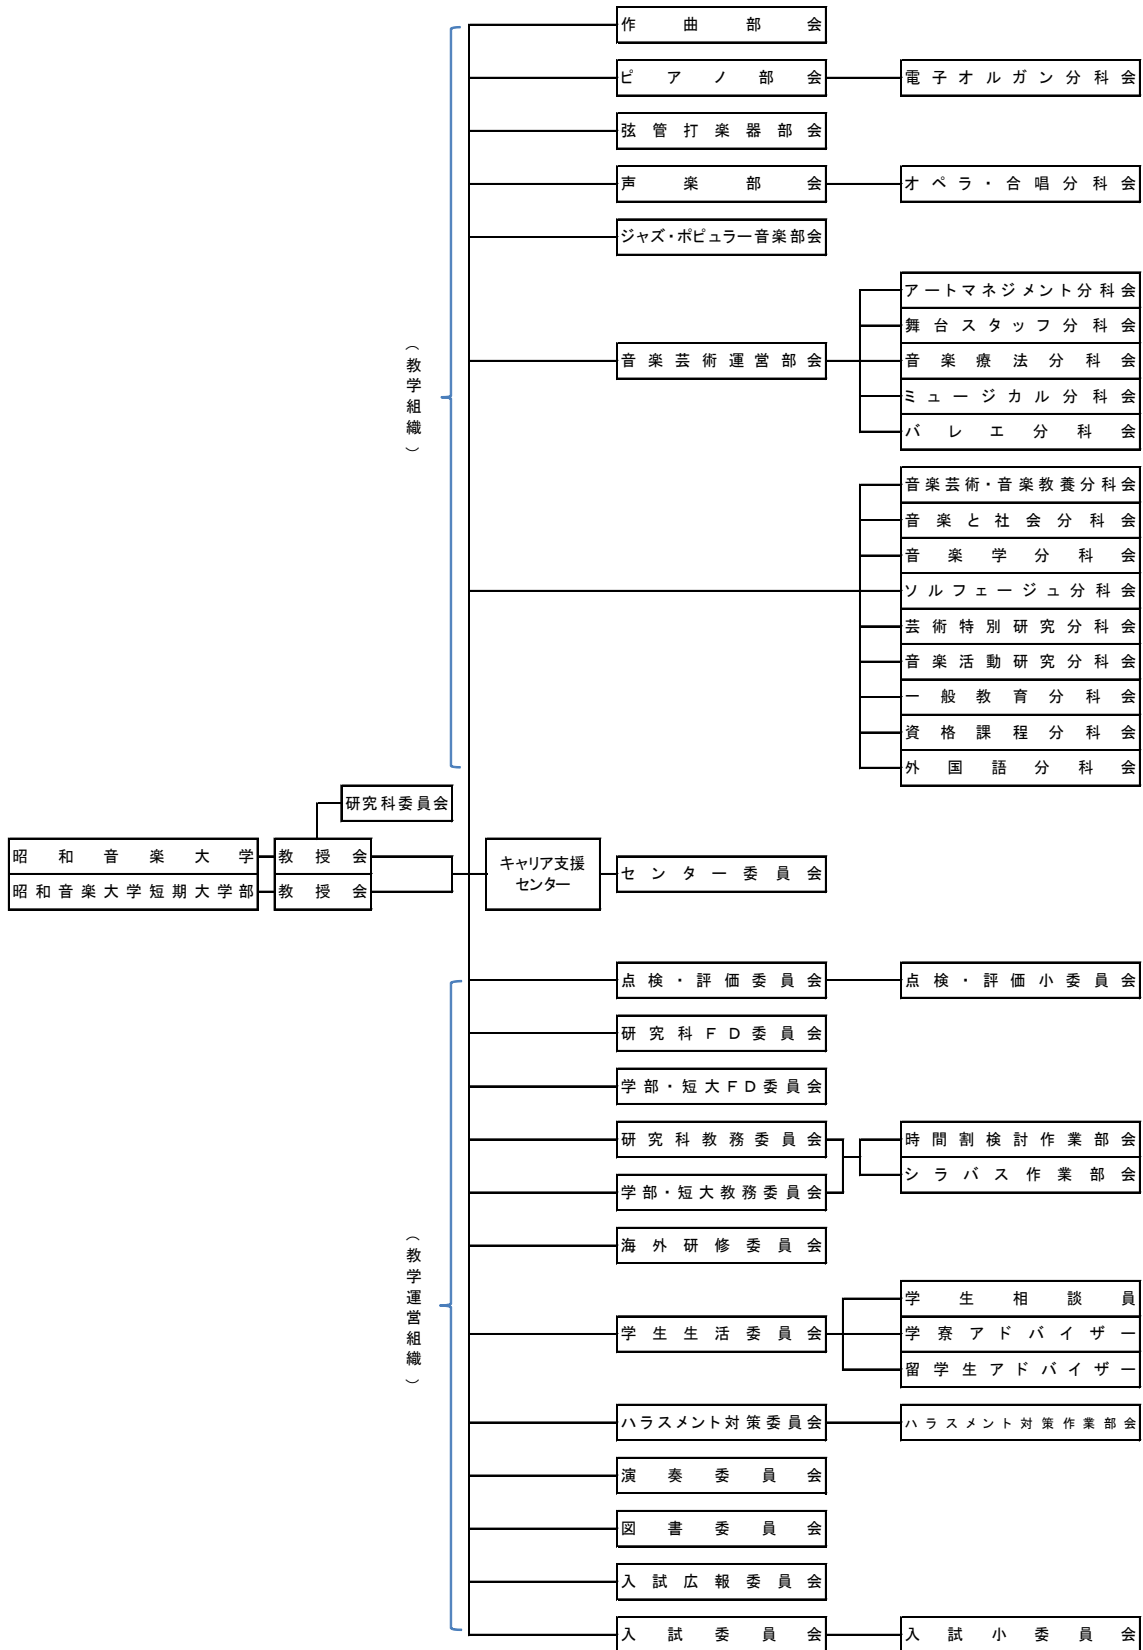 作曲部会
ピアノ部会
電子オルガン分科会
弦管打楽器部会
声楽部会
オペラ・合唱分科会
ジャズ・ポピュラー音楽部会
(教学組織)
音楽芸術運営部会
アートマネジメント分科会
舞台スタッフ分科会
音楽療法分科会
ミュージカル分科会
バレエ分科会
音楽芸術・音楽教養分科会
音楽と社会分科会
音楽学分科会
ソルフェージュ分科会
芸術特別研究分科会
音楽活動研究分科会
一般教育分科会
資格課程分科会
外国語分科会
研究科委員会
昭和音楽大学
教授会
昭和音楽大学短期大学部
教授会
キャリア支援
センター
センター委員会
(教学運営組織)
点検・評価委員会
点検・評価小委員会
研究科FD委員会
学部・短大FD委員会
研究科教務委員会
学部・短大教務委員会
時間割検討作業部会
シラバス作業部会
海外研修委員会
学生生活委員会
学生相談員
学寮アドバイザー
留学生アドバイザー
ハラスメント対策委員会
ハラスメント対策作業部会
演奏委員会
図書委員会
入試広報委員会
入試委員会
入試小委員会